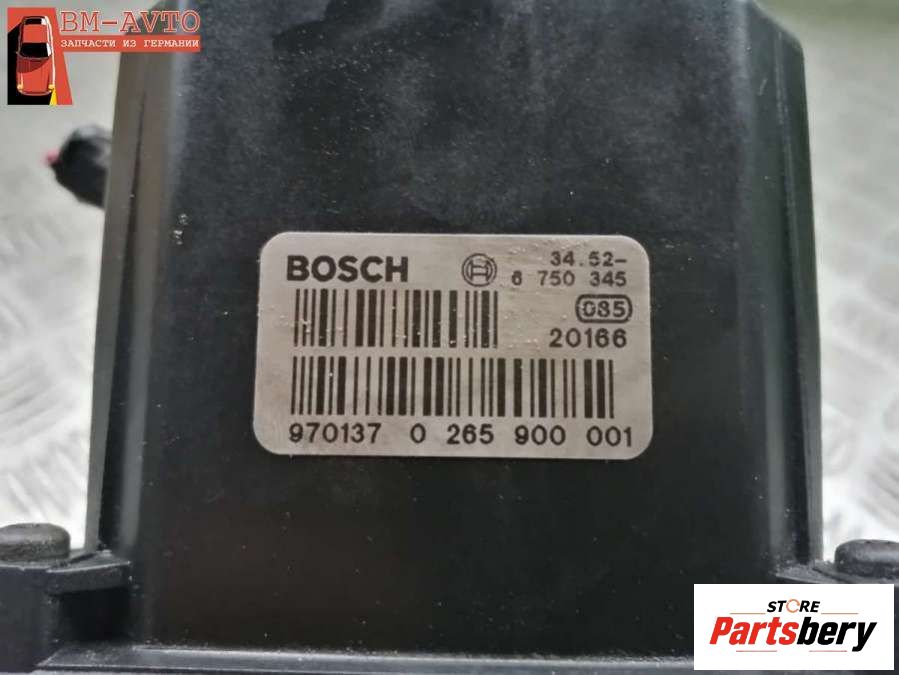 ВМ-AVTO
ЗАПЧАСТИ ИЗ ГЕРМАНИИ
BOSCH
34.52-
6 750 345
085
20166
970137 0 265 900 001
STORE
Partsbery